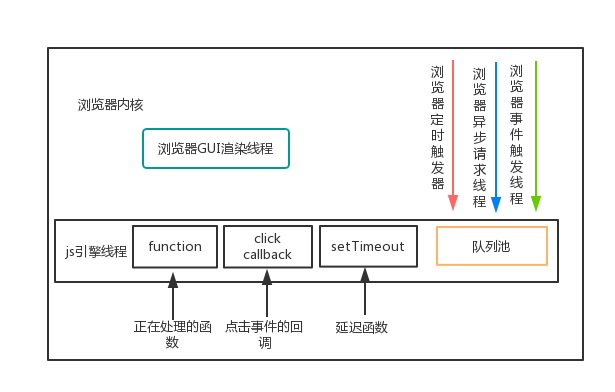 浏览器内核
浏览器GUI渲染线程
浏览器定时触发器
浏览器异步请求线程
浏览器事件触发线程
js引擎线程
function
click
callback
setTimeout
队列池
正在处理的函
数
点击事件的回
调
延迟函数